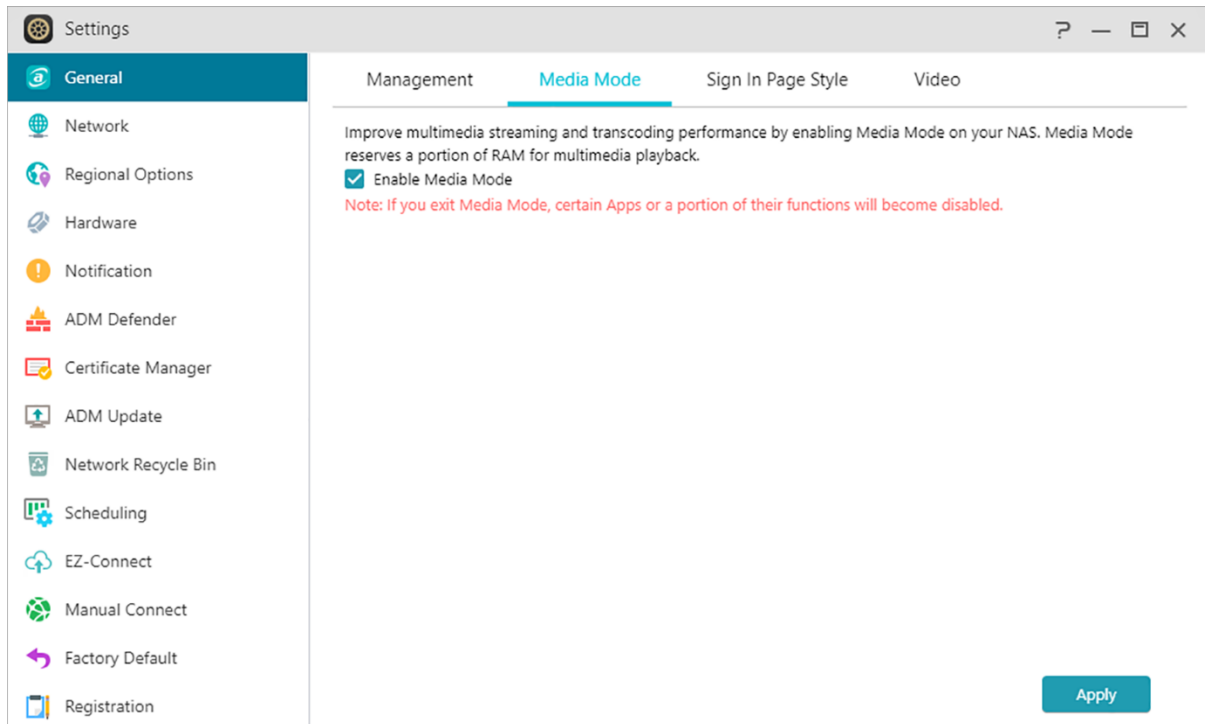 Settings
General
Network
Regional Options
Hardware
Notification
ADM Defender
Certificate Manager
ADM Update
Network Recycle Bin
Scheduling
EZ-Connect
Manual Connect
Factory Default
Registration
Management
Media Mode
Sign In Page Style
Video
Improve multimedia streaming and transcoding performance by enabling Media Mode on your NAS. Media Mode
reserves a portion of RAM for multimedia playback.
Enable Media Mode
Note: If you exit Media Mode, certain Apps or a portion of their functions will become disabled.
Apply